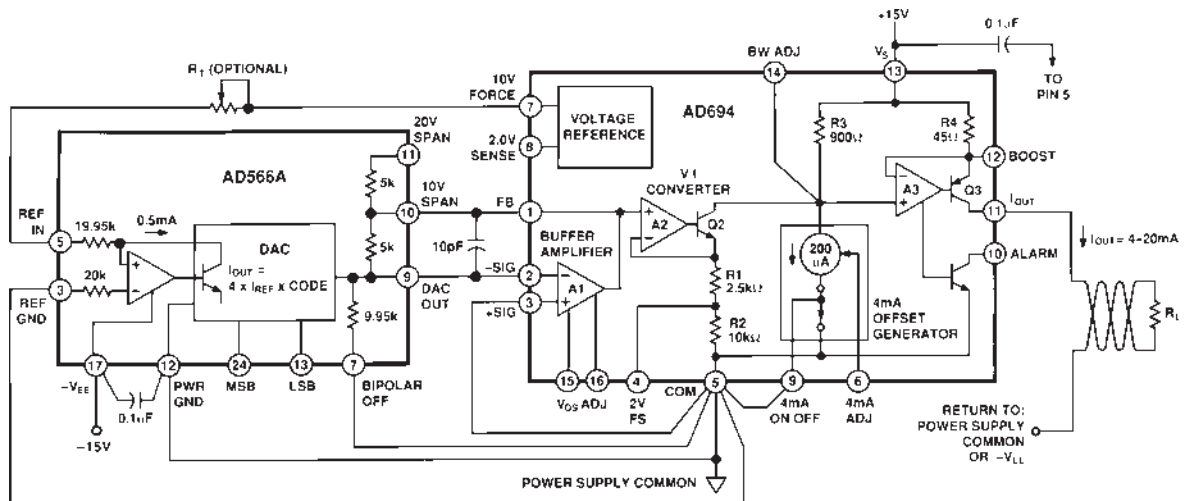 +15V
0.1uF
TO
PIN 5
BW ADJ
14
VS
13
RT (OPTIONAL)
10V
FORCE
7
2.0V
SENSE
8
VOLTAGE
REFERENCE
AD694
R3
900Ω
R4
45Ω
12
BOOST
A3
Q3
11
IOUT
IOUT = 4-20mA
10
ALARM
RL
20V
SPAN
11
AD566A
5k
10V
SPAN
10
5k
10pF
9
DAC
OUT
9.95k
REF
IN
5
19.95k
0.5mA
20k
3
REF
GND
DAC
IOUT =
4 x IREF x CODE
17
-VEE
12
PWR
GND
24
MSB
13
LSB
7
BIPOLAR
OFF
0.1uF
-15V
FB
1
BUFFER
AMPLIFIER
-SIG
2
+SIG
3
A1
V I
CONVERTER
A2
Q2
R1
2.5kΩ
R2
10kΩ
200
uA
4mA
OFFSET
GENERATOR
15
16
VOS ADJ
4
2V
FS
COM
5
9
4mA
ON OFF
6
4mA
ADJ
RETURN TO:
POWER SUPPLY
COMMON
POWER SUPPLY COMMON